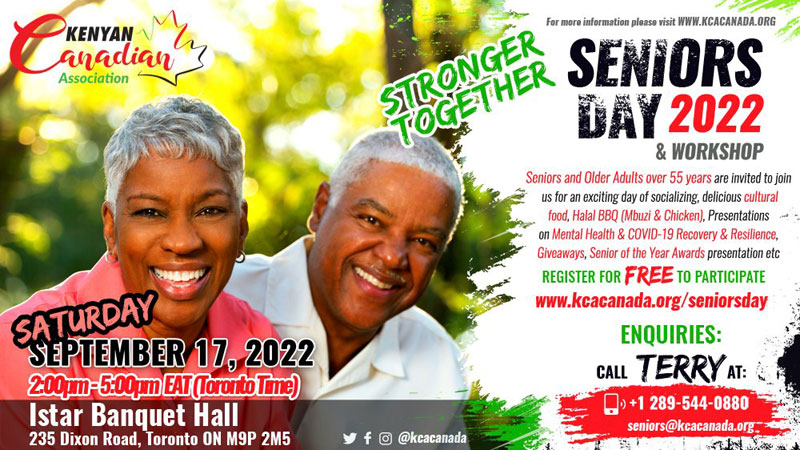 KENYAN
Canadian
Association
STRONGER
TOGETHER
SATURDAY
SEPTEMBER 17, 2022
2:00pm - 5:00pm EAT (Toronto Time)
Istar Banquet Hall
235 Dixon Road, Toronto ON M9P 2M5
@kcacanada
For more information please visit WWW.KCACANADA.ORG
SENIORS
DAY 2022
& WORKSHOP
Seniors and Older Adults over 55 years are invited to join
us for an exciting day of socializing, delicious cultural
food, Halal BBQ (Mbuzi & Chicken), Presentations
on Mental Health & COVID-19 Recovery & Resilience,
Giveaways, Senior of the Year Awards presentation etc
REGISTER FOR FREE TO PARTICIPATE
www.kcacanada.org/seniorsday
ENQUIRIES:
CALL TERRY AT:
+1 289-544-0880
seniors@kcacanada.org